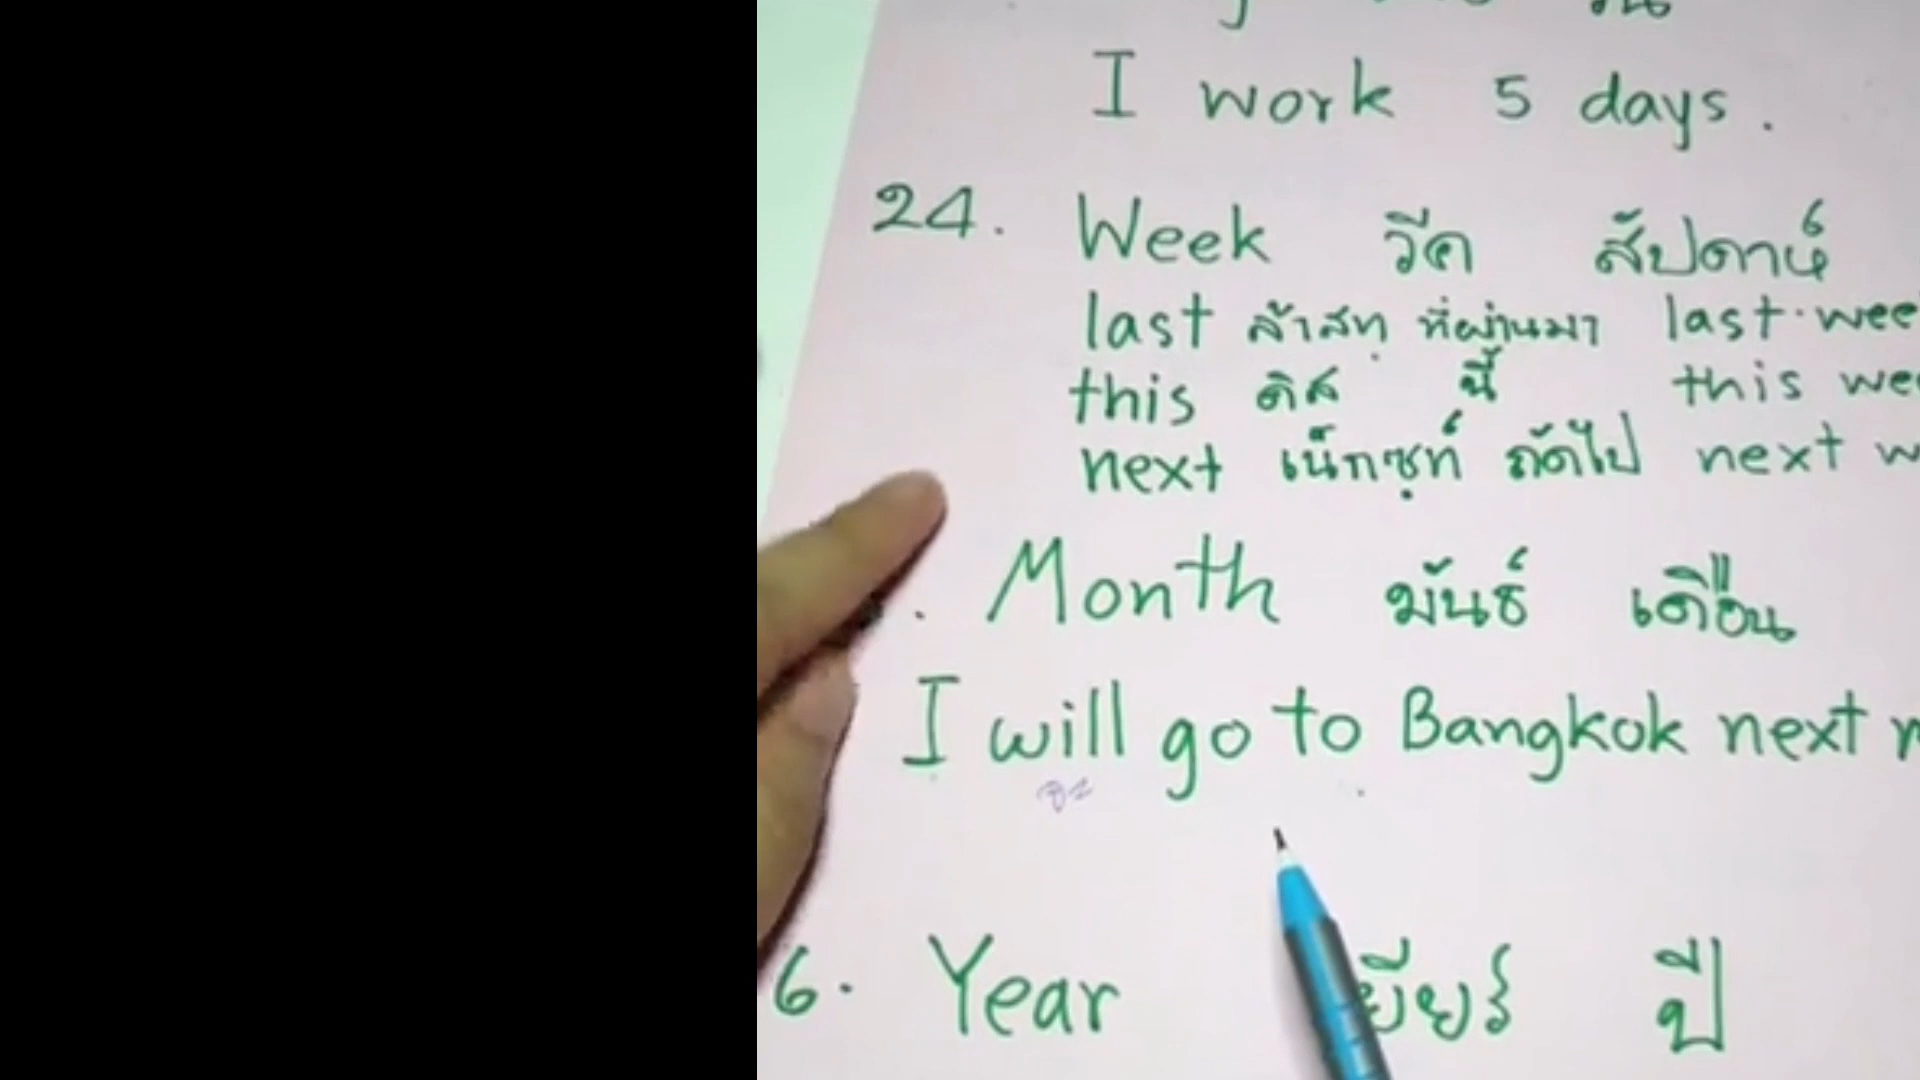 I work 5 days.
24. Week วีค สัปดาห์
last ล้าสทฺ ที่ผ่านมา last wee
this ดิส นี้ this wee
next เน็กซฺท์ ถัดไป next w
. Month มันธ์ เดือน
I will go to Bangkok next
จะ
6. Year ยียร์ ปี